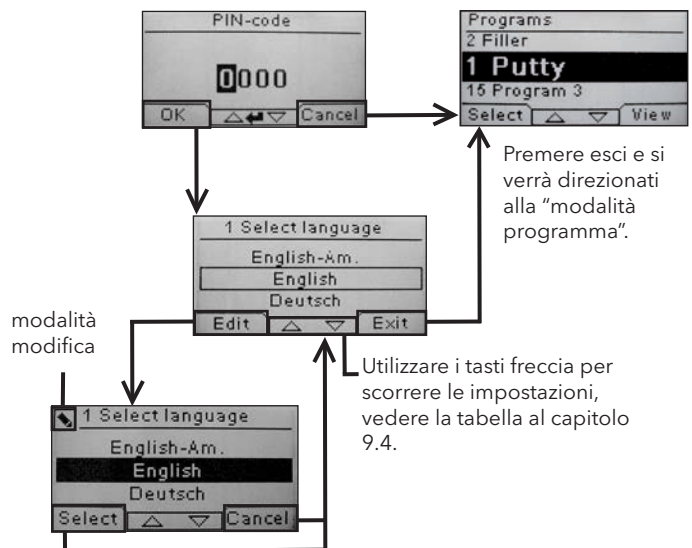 PIN-code
0000
OK
Cancel
Programs
2 Filler
1 Putty
15 Program 3
Select
View
Premere esci e si
verrà direzionati
alla “modalità
programma”.
1 Select language
English-Am.
English
Deutsch
Edit
Exit
modalità
modifica
Utilizzare i tasti freccia per
scorrere le impostazioni,
vedere la tabella al capitolo
9.4.
1 Select language
English-Am.
English
Deutsch
Select
Cancel